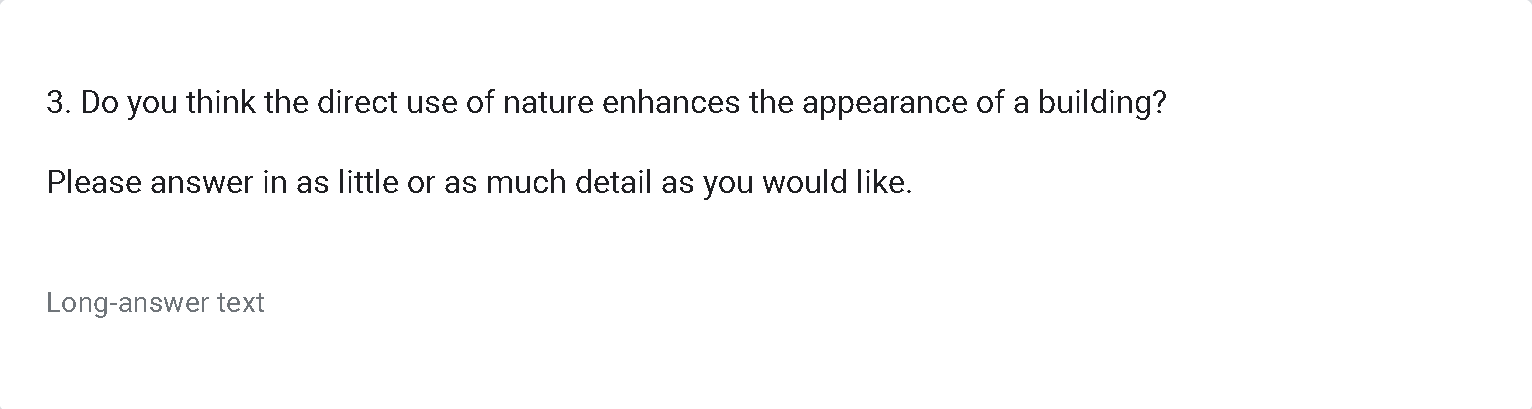 3. Do you think the direct use of nature enhances the appearance of a building?
Please answer in as little or as much detail as you would like.
Long-answer text